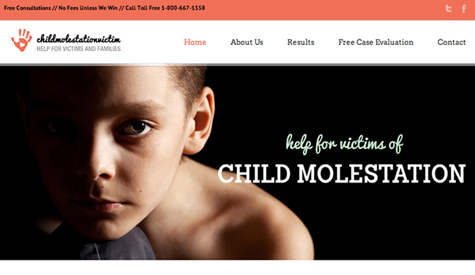 Free Consultations // No Fees Unless We Win // Call Toll Free 1-800-667-1558
childmolestationvictim
HELP FOR VICTIMS AND FAMILIES
Home About Us Results Free Case Evaluation Contact
help for victims of
CHILD MOLESTATION